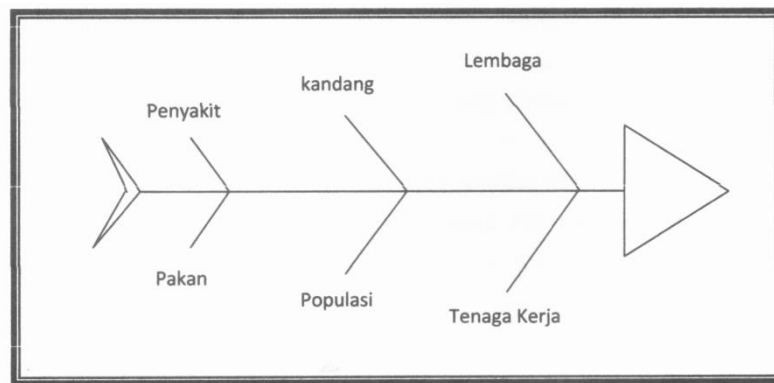 Lembaga
kandang
Penyakit
Pakan
Populasi
Tenaga Kerja